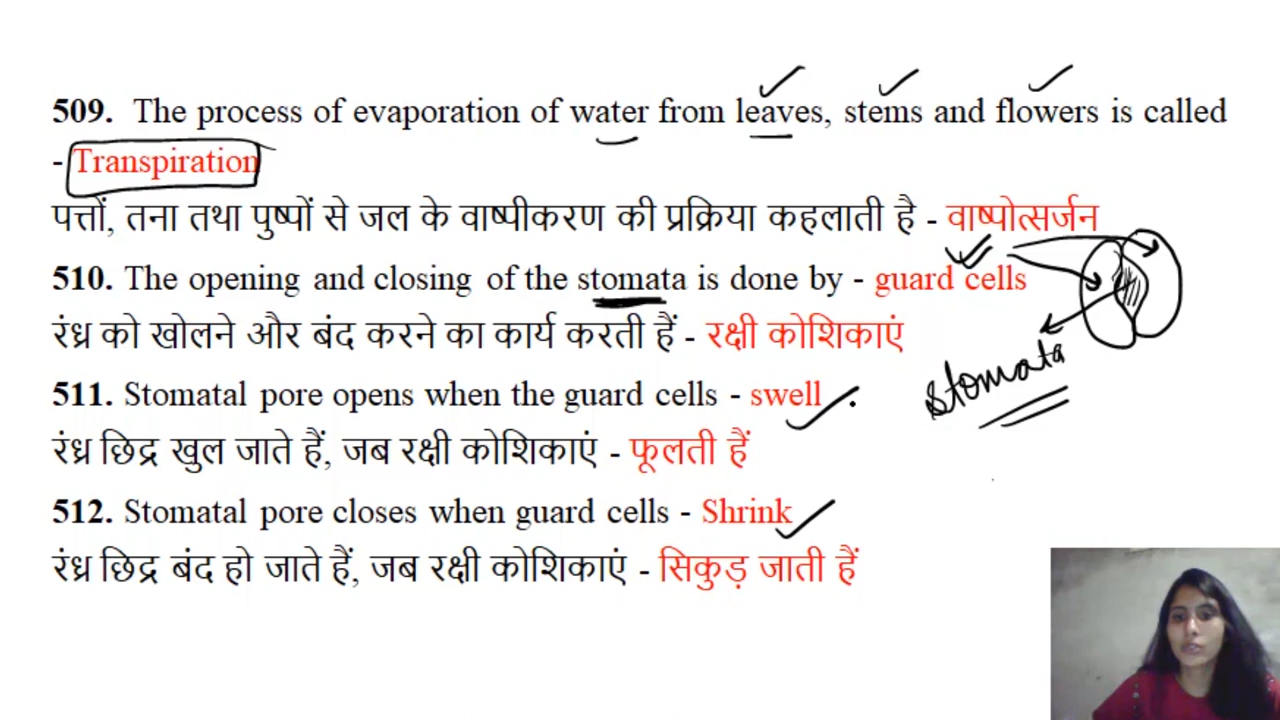 509. The process of evaporation of water from leaves, stems and flowers is called
- Transpiration
पत्तों, तना तथा पुष्पों से जल के वाष्पीकरण की प्रक्रिया कहलाती है - वाष्पोत्सर्जन
510. The opening and closing of the stomata is done by - guard cells
रंध्र को खोलने और बंद करने का कार्य करती हैं - रक्षी कोशिकाएं
stomata
511. Stomatal pore opens when the guard cells - swell
रंध्र छिद्र खुल जाते हैं, जब रक्षी कोशिकाएं - फूलती हैं
512. Stomatal pore closes when guard cells - Shrink
रंध्र छिद्र बंद हो जाते हैं, जब रक्षी कोशिकाएं - सिकुड़ जाती हैं